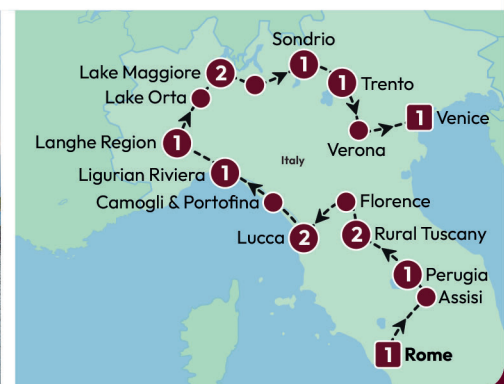 Sondrio
1
Lake Maggiore 2
1 Trento
Lake Orta
1 Venice
Langhe Region 1
Verona
Italy
Ligurian Riviera 1
Camogli & Portofina
Florence
Lucca 2
2 Rural Tuscany
1 Perugia
Assisi
1 Rome